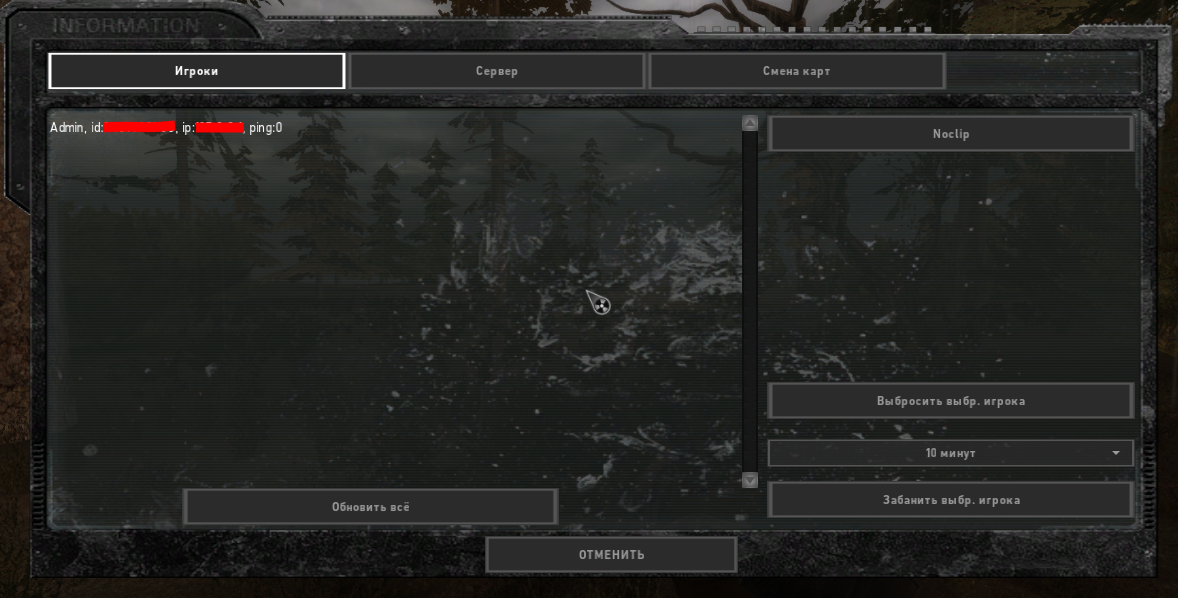 INFORMATION
Игроки
Сервер
Смена карт
Admin, id:, ip:, ping:0
Noclip
Выбросить выбр. игрока
10 минут
Забанить выбр. игрока
Обновить всё
ОТМЕНИТЬ